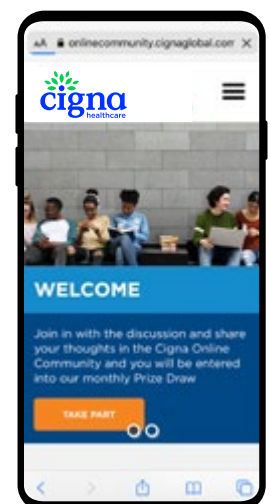 AA onlinecommunity.cignaglobal.com
cigna
healthcare
WELCOME
Join in with the discussion and share
your thoughts in the Cigna Online
Community and you will be entered
into our monthly Prize Draw
TAKE PART